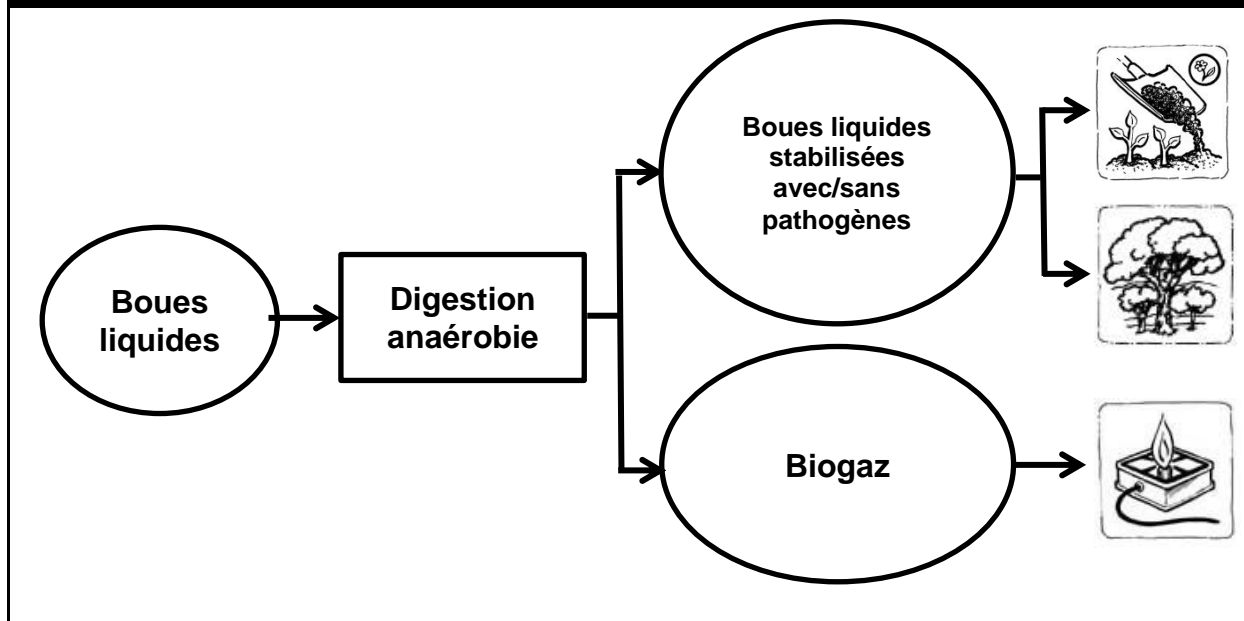 Boues
liquides
Digestion
anaérobie
Boues liquides
stabilisées
avec/sans
pathogènes
Biogaz